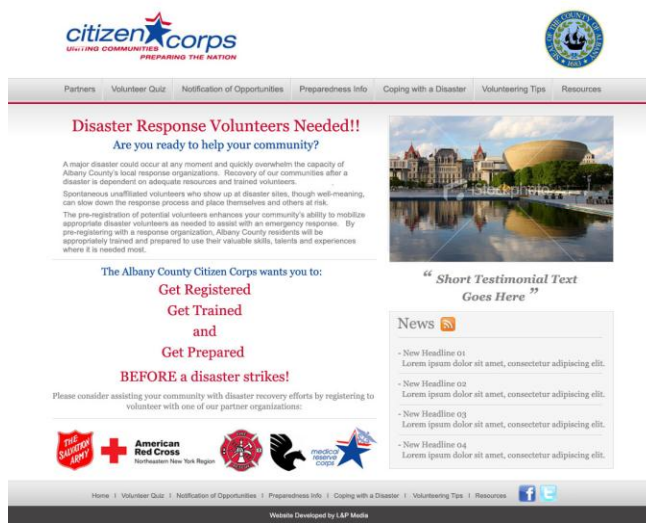 citizen corps
UNITING COMMUNITIES
PREPARING THE NATION
SEAL OF THE COUNTY OF ALBANY
1683
Partners Volunteer Quiz Notification of Opportunities Preparedness Info Coping with a Disaster Volunteering Tips Resources
Disaster Response Volunteers Needed!!
Are you ready to help your community?
A major disaster could occur at any moment and quickly overwhelm the capacity of
Albany County's local response organizations. Recovery of our communities after a
disaster is dependent on adequate resources and trained volunteers.
Spontaneous unaffiliated volunteers who show up at disaster sites, though well-meaning,
can slow down the response process and place themselves and others at risk.
The pre-registration of potential volunteers enhances your community's ability to mobilize
appropriate disaster volunteers as needed to assist with an emergency response. By
pre-registering with a response organization, Albany County residents will be
appropriately trained and prepared to use their valuable skills, talents and experiences
where it is needed most.
The Albany County Citizen Corps wants you to:
Get Registered
Get Trained
and
Get Prepared
BEFORE a disaster strikes!
Please consider assisting your community with disaster recovery efforts by registering to
volunteer with one of our partner organizations:
THE
SALVATION
ARMY
American
Red Cross
Northeastern New York Region
medical
reserve
corps
iStockphoto
“ Short Testimonial Text
Goes Here ”
News
- New Headline 01
Lorem ipsum dolor sit amet, consectetur adipiscing elit.
- New Headline 02
Lorem ipsum dolor sit amet, consectetur adipiscing elit.
- New Headline 03
Lorem ipsum dolor sit amet, consectetur adipiscing elit.
- New Headline 04
Lorem ipsum dolor sit amet, consectetur adipiscing elit.
Home | Volunteer Quiz | Notification of Opportunities | Preparedness Info | Coping with a Disaster | Volunteering Tips | Resources
Website Developed by L&P Media